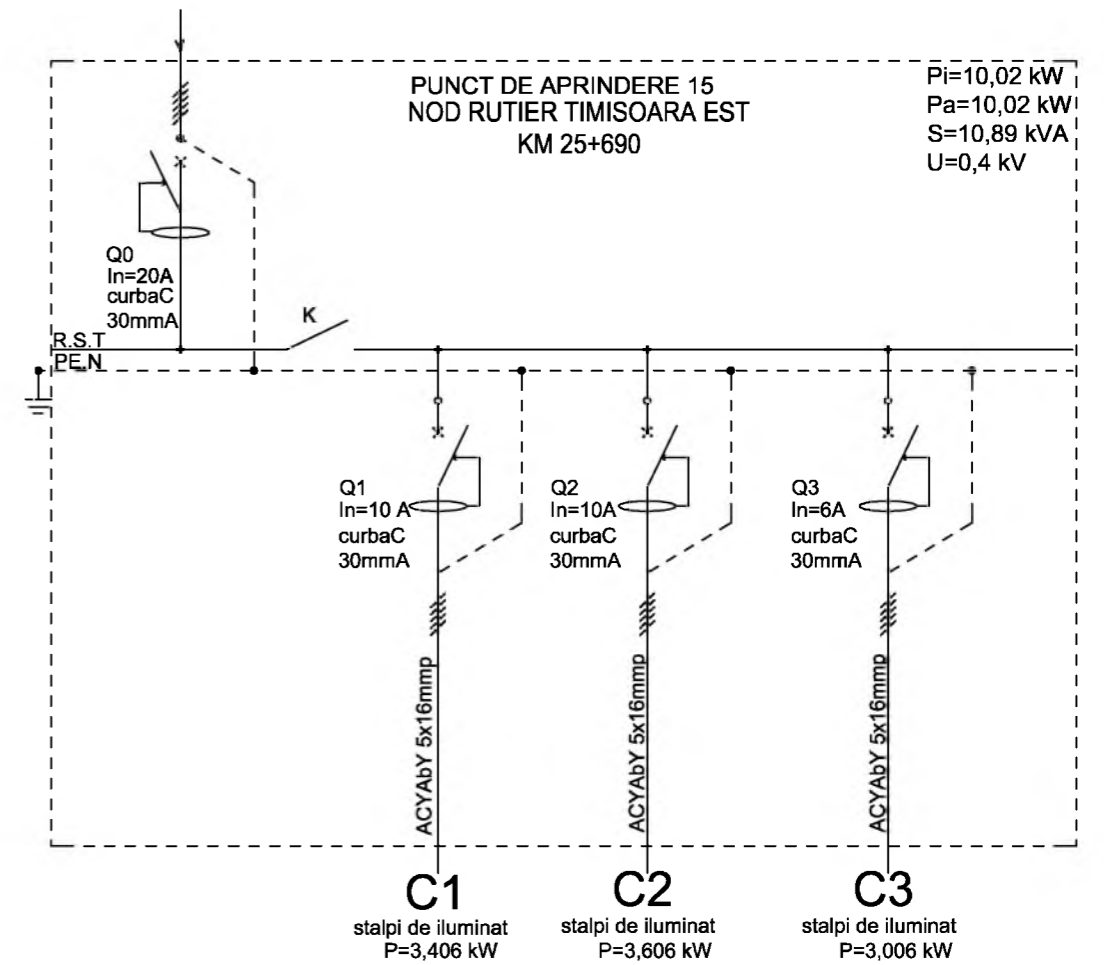 PUNCT DE APRINDERE 15
NOD RUTIER TIMISOARA EST
KM 25+690
Pi=10,02 kW
Pa=10,02 kW
S=10,89 kVA
U=0,4 kV
Q0
In=20A
curbaC
30mmA
K
R.S.T
PE.N
Q1
In=10 A
curbaC
30mmA
Q2
In=10A
curbaC
30mmA
Q3
In=6A
curbaC
30mmA
ACYAbY 5x16mmp
ACYAbY 5x16mmp
ACYAbY 5x16mmp
C1
stalpi de iluminat
P=3,406 kW
C2
stalpi de iluminat
P=3,606 kW
C3
stalpi de iluminat
P=3,006 kW